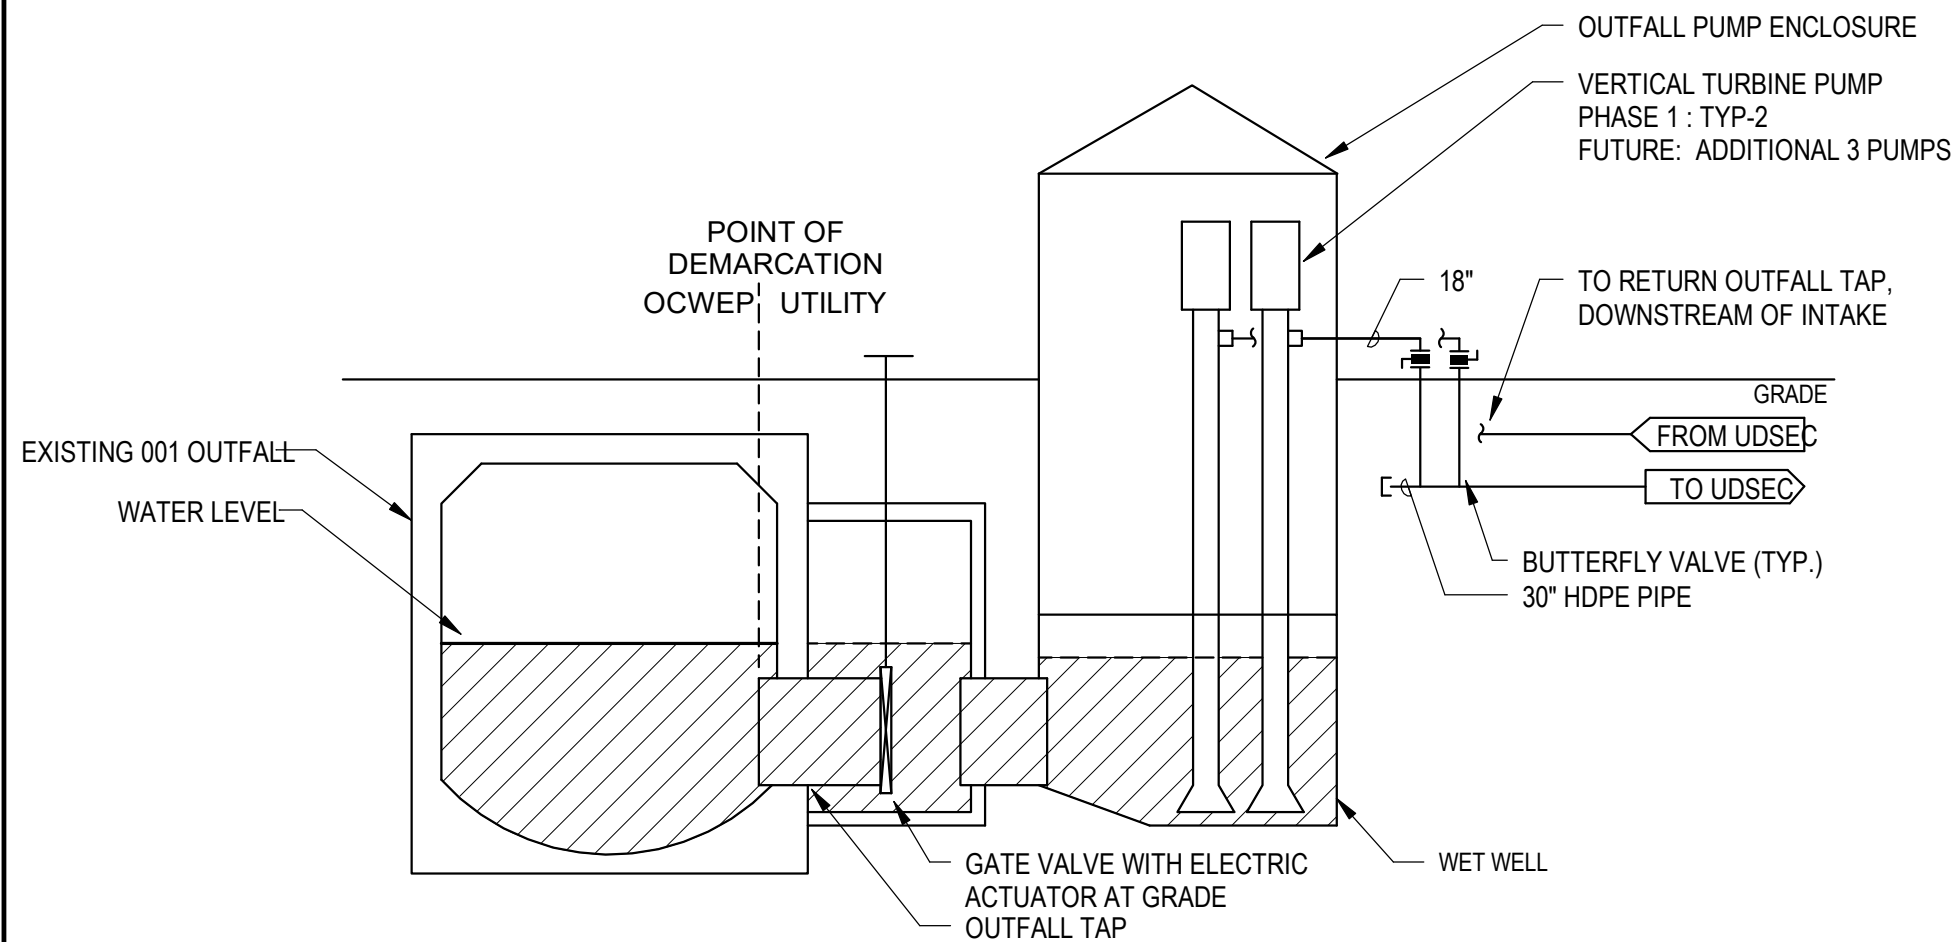 OUTFALL PUMP ENCLOSURE
VERTICAL TURBINE PUMP
PHASE 1 : TYP-2
FUTURE: ADDITIONAL 3 PUMPS
POINT OF
DEMARCATION
OCWEP UTILITY
18"
TO RETURN OUTFALL TAP,
DOWNSTREAM OF INTAKE
GRADE
FROM UDSEC
EXISTING 001 OUTFALL
TO UDSEC
WATER LEVEL
BUTTERFLY VALVE (TYP.)
30" HDPE PIPE
GATE VALVE WITH ELECTRIC
ACTUATOR AT GRADE
OUTFALL TAP
WET WELL